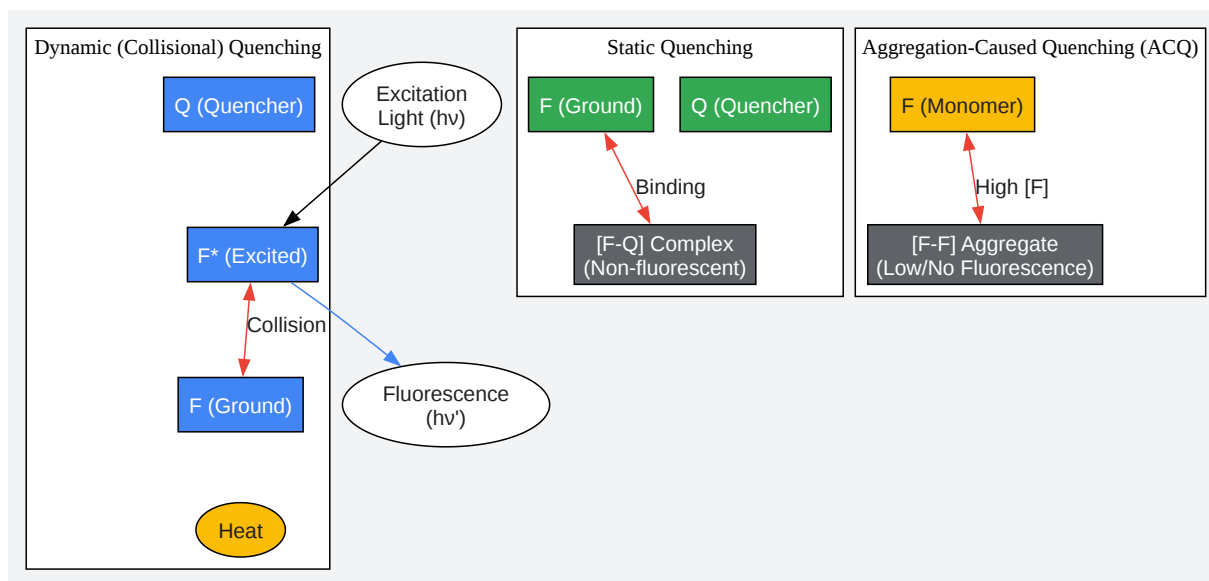 Dynamic (Collisional) Quenching
Q (Quencher)
Excitation
Light (hν)
F* (Excited)
Collision
F (Ground)
Fluorescence
(hν')
Heat
Static Quenching
F (Ground)
Q (Quencher)
Binding
[F-Q] Complex
(Non-fluorescent)
Aggregation-Caused Quenching (ACQ)
F (Monomer)
High [F]
[F-F] Aggregate
(Low/No Fluorescence)